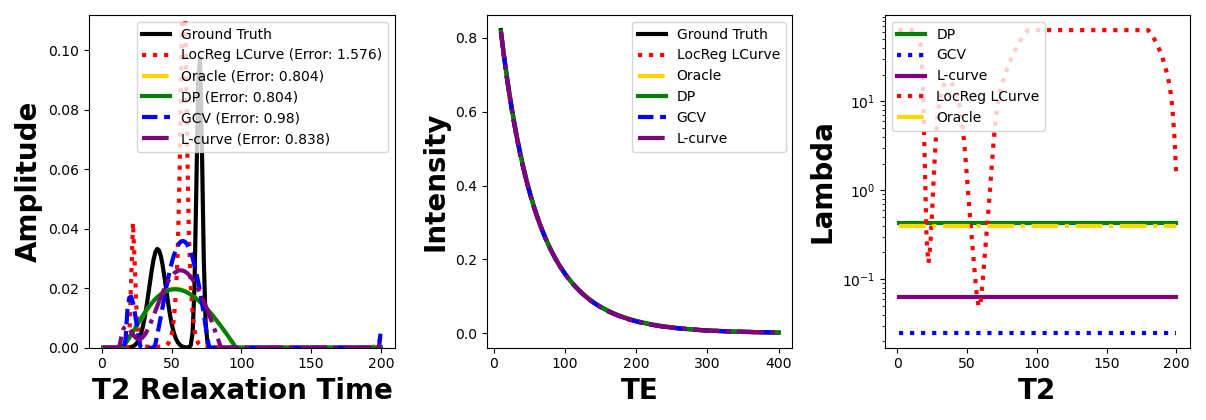 Amplitude
0.10
0.08
0.06
0.04
0.02
0.00
0
50
100
150
200
T2 Relaxation Time
Ground Truth
LocReg LCurve (Error: 1.576)
Oracle (Error: 0.804)
DP (Error: 0.804)
GCV (Error: 0.98)
L-curve (Error: 0.838)
Intensity
0.8
0.6
0.4
0.2
0.0
0
100
200
300
400
TE
Ground Truth
LocReg LCurve
Oracle
DP
GCV
L-curve
Lambda
10¹
10⁰
10⁻¹
0
50
100
150
200
T2
DP
GCV
L-curve
LocReg LCurve
Oracle